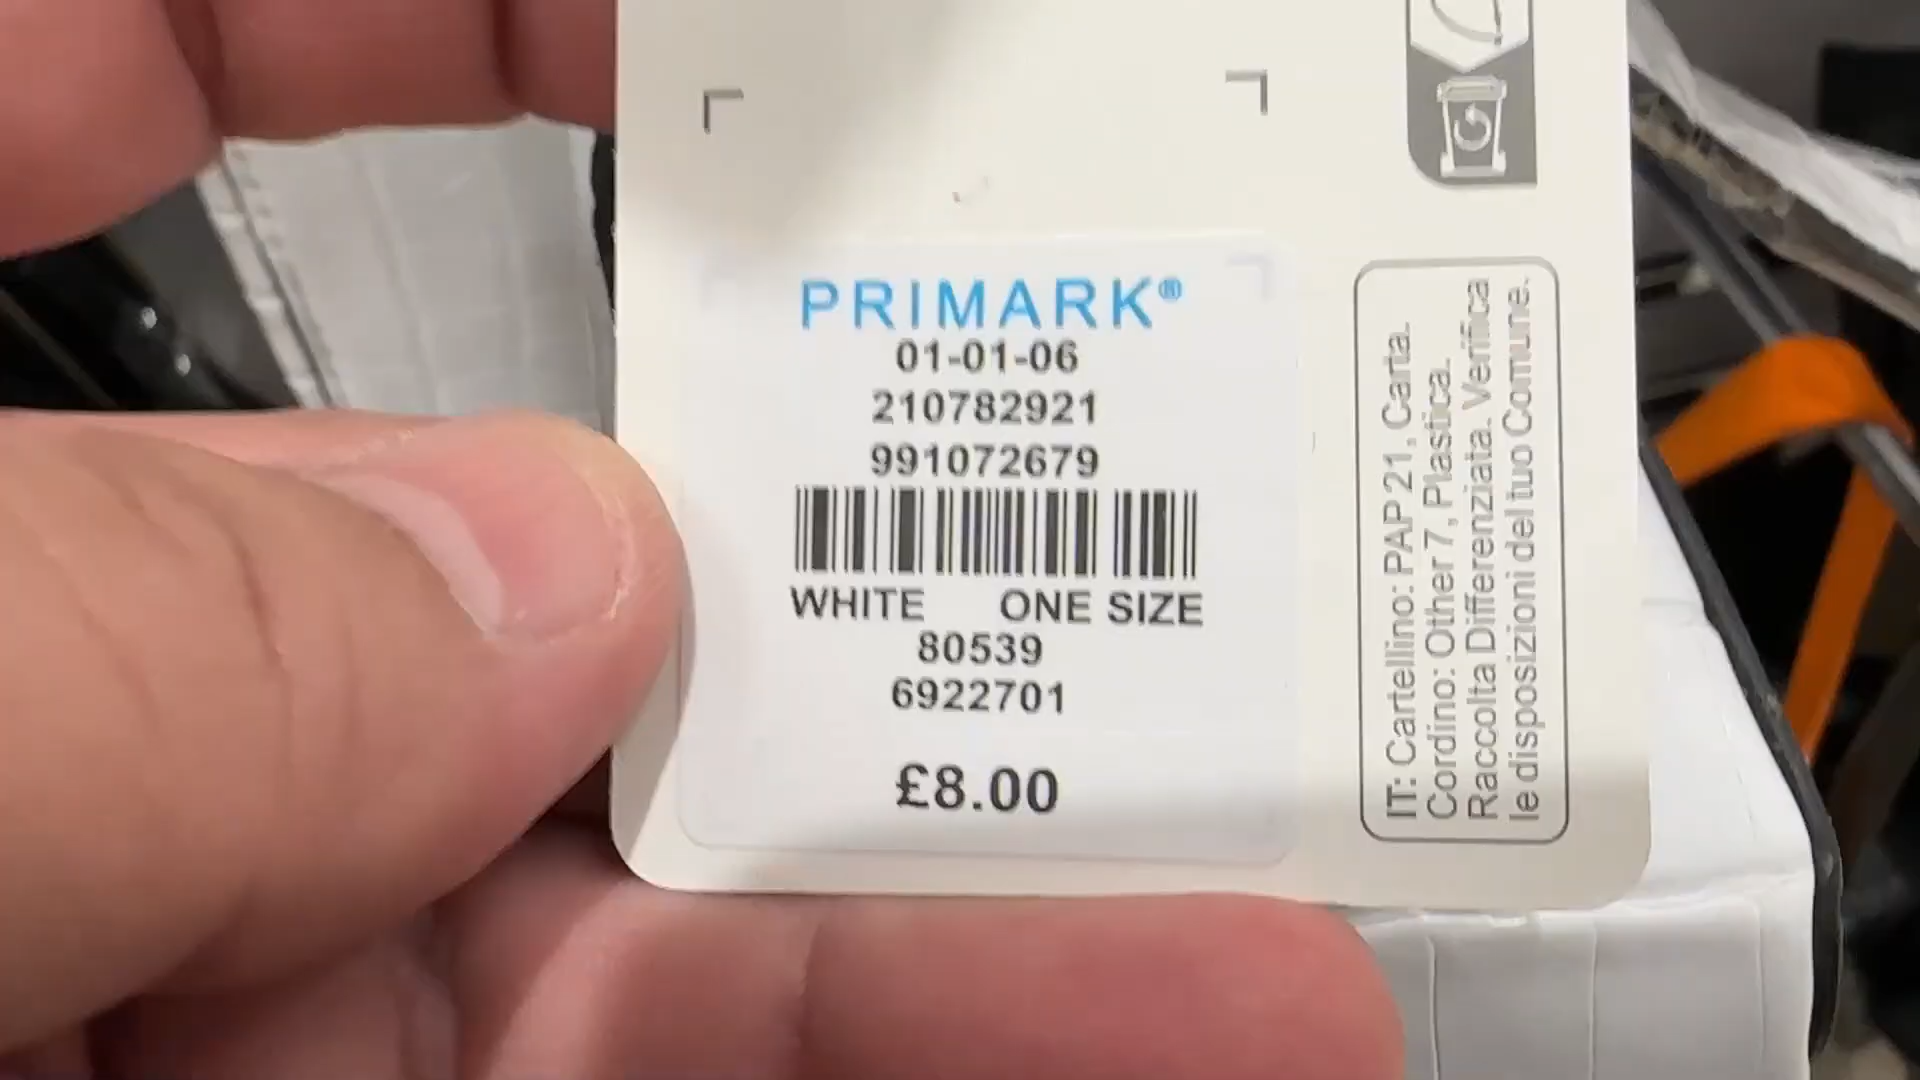 PRIMARK®
01-01-06
210782921
991072679
WHITE ONE SIZE
80539
6922701
£8.00
IT: Cartellino: PAP 21, Carta.
Cordino: Other 7, Plastica.
Raccolta Differenziata. Verifica
le disposizioni del tuo Comune.